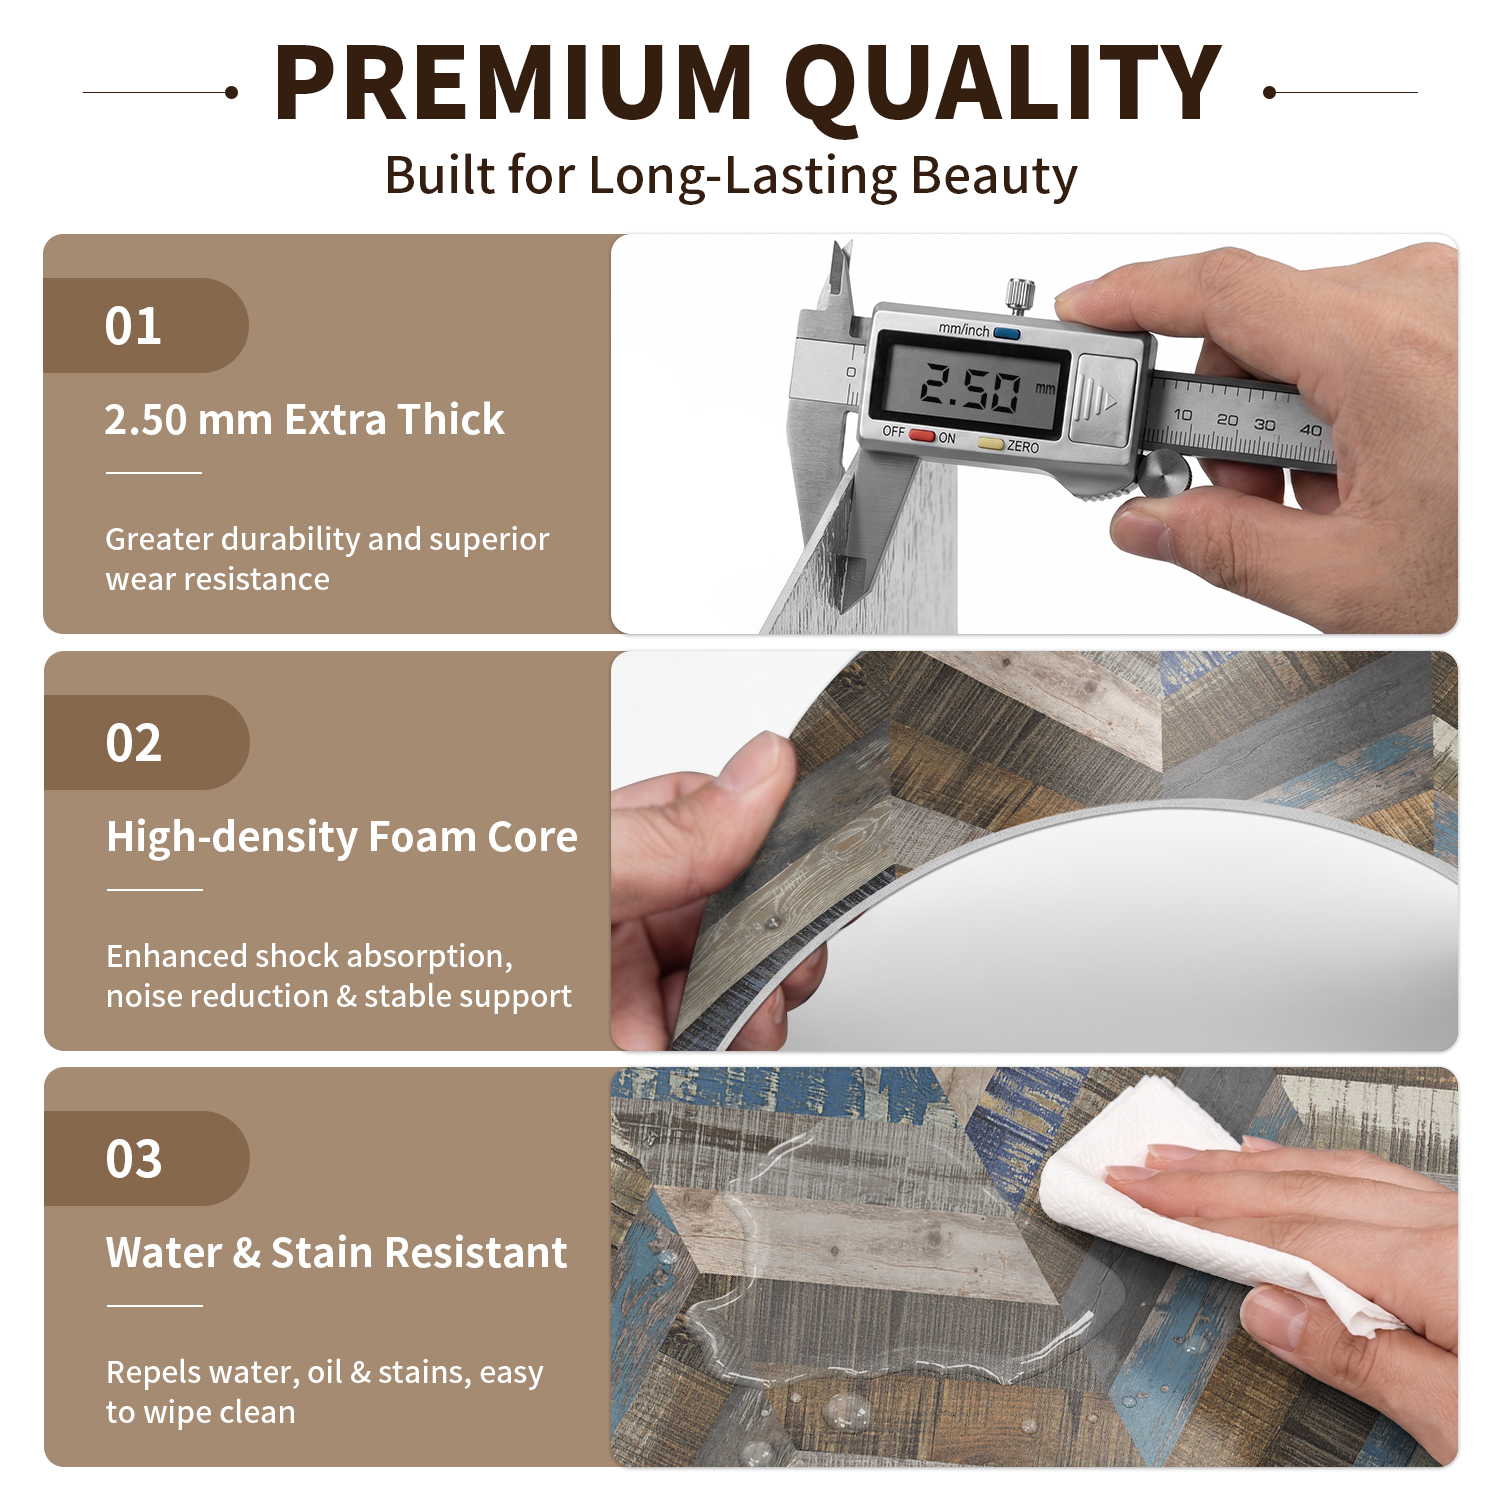 PREMIUM QUALITY
Built for Long-Lasting Beauty
01
2.50 mm Extra Thick
Greater durability and superior
wear resistance
mm/inch
0
2.50 mm
OFF ON ZERO
10 20 30 40
02
High-density Foam Core
Enhanced shock absorption,
noise reduction & stable support
03
Water & Stain Resistant
Repels water, oil & stains, easy
to wipe clean